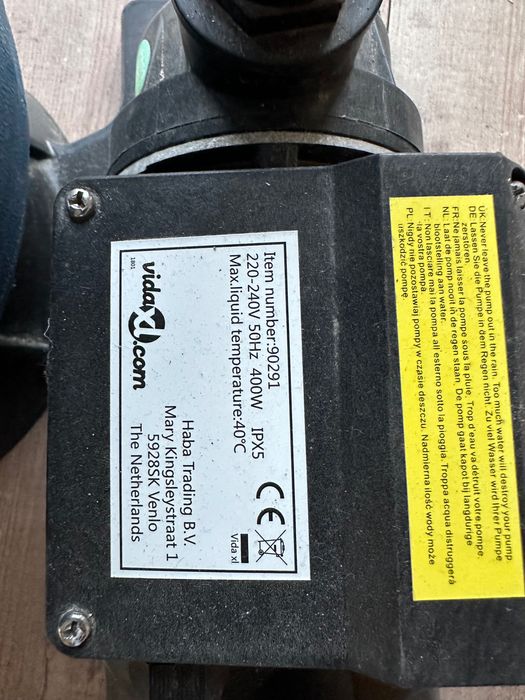 UK:Never leave the pump out in the rain. Too much water will destroy your pump
DE:Lassen Sie die Pumpe in dem Regen nicht. Zu viel Wasser wird Ihrer Pumpe
zerstören.
FR:Ne jamais laisser la pompe sous la pluie. Trop d'eau va détruit votre pompe.
NL: Laat de pomp nooit in de regen staan. De pomp gaat kapot bij langdurige
blootstelling aan water.
IT: Non lasciare mai la pompa all'esterno sotto la pioggia. Troppa acqua distruggerà
la vostra pompa.
PL: Nigdy nie pozostawiaj pompy w czasie deszczu. Nadmierna ilość wody może
uszkodzić pompę
Item number:90291
220-240V 50Hz 400W IPX5
Max.liquid temperature:40°C
CE
Vida xl
vidaXL.com
1801
Haba Trading B.V.
Mary Kingsleystraat 1
5928SK Venlo
The Netherlands